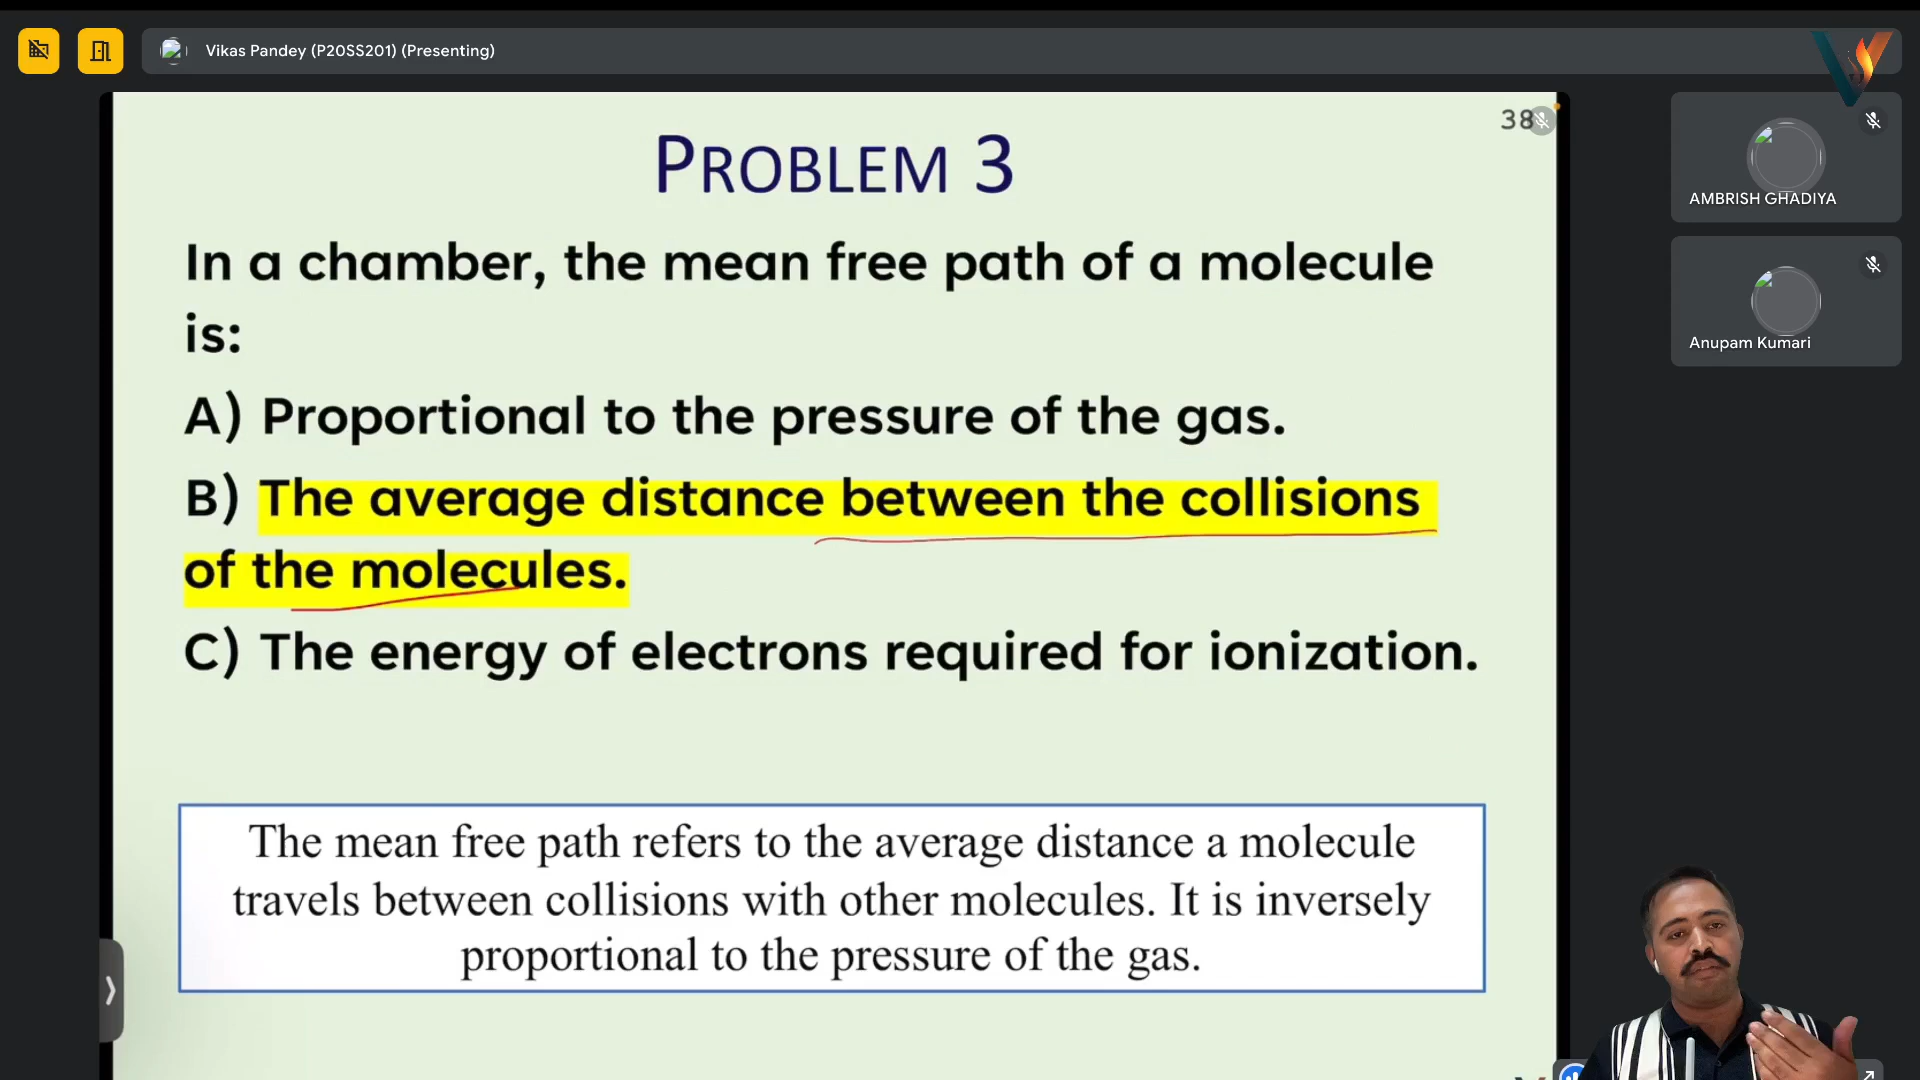 Vikas Pandey (P20SS201) (Presenting)
38
PROBLEM 3
In a chamber, the mean free path of a molecule
is:
A) Proportional to the pressure of the gas.
B) The average distance between the collisions
of the molecules.
C) The energy of electrons required for ionization.
The mean free path refers to the average distance a molecule
travels between collisions with other molecules. It is inversely
proportional to the pressure of the gas.
AMBRISH GHADIYA
Anupam Kumari